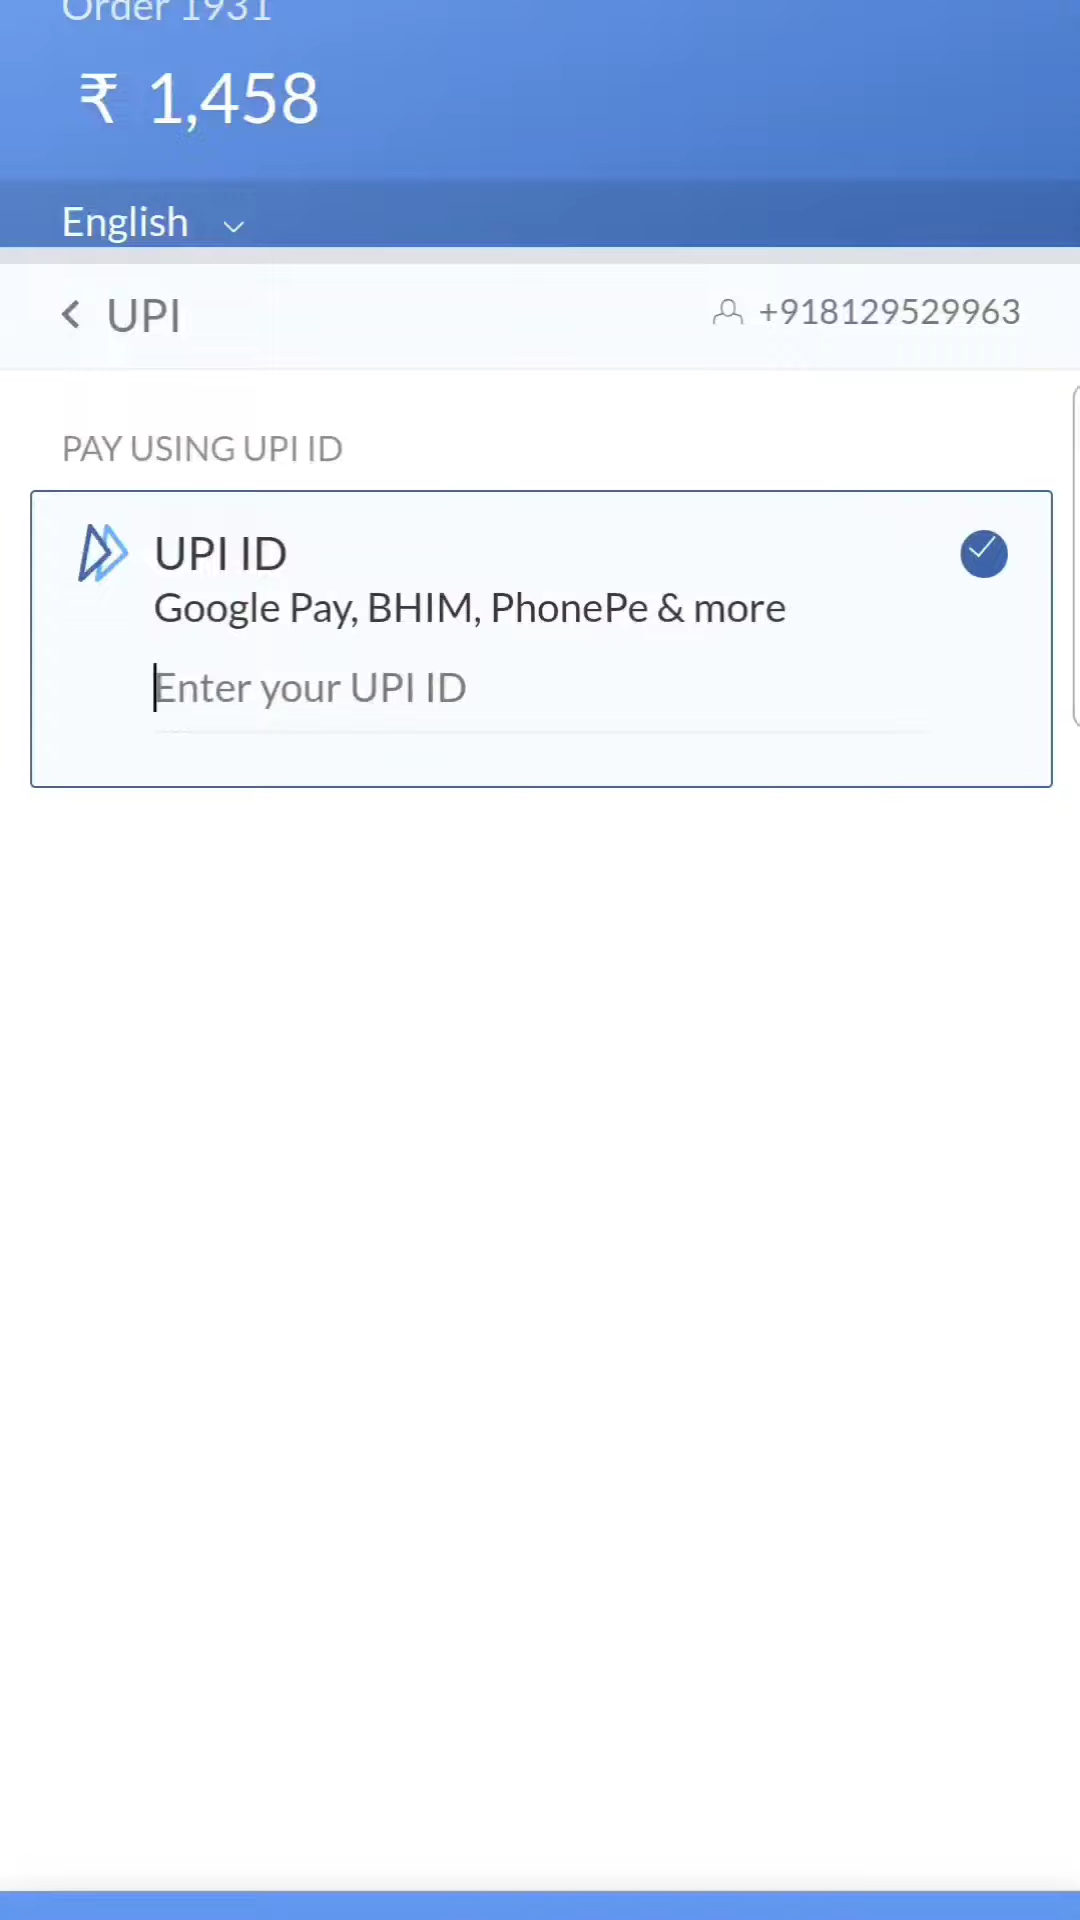 Order 1931
₹ 1,458
English
UPI
+918129529963
PAY USING UPI ID
UPI ID
Google Pay, BHIM, PhonePe & more
Enter your UPI ID